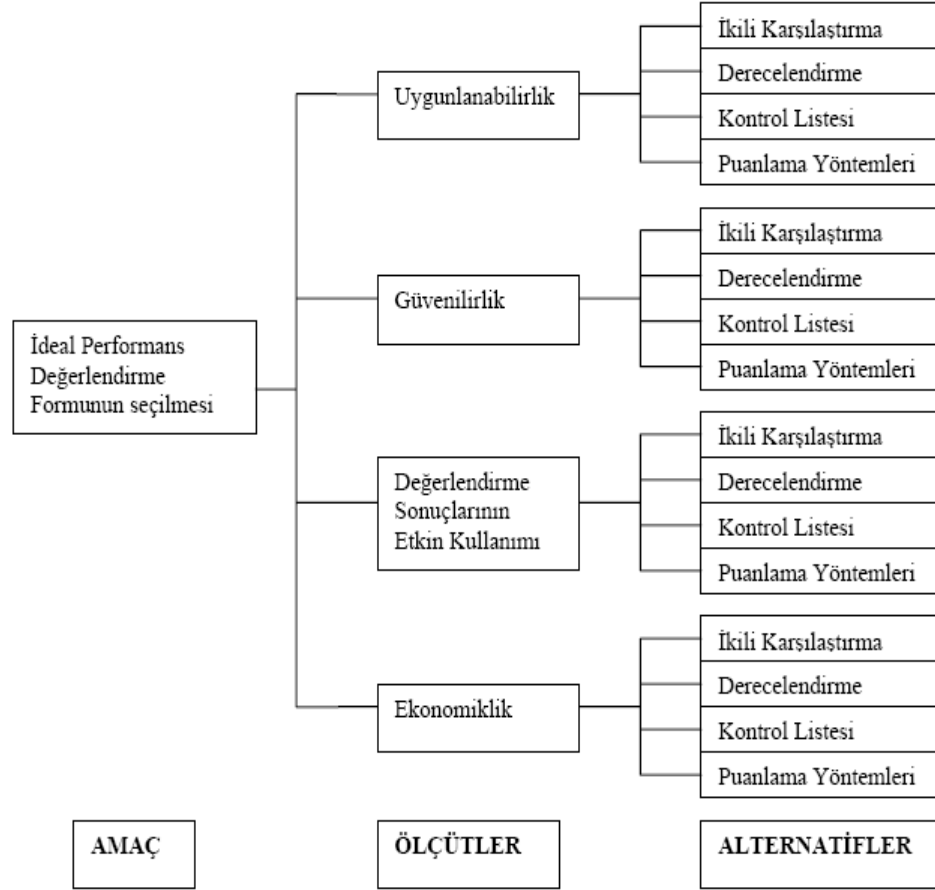 İdeal Performans
Değerlendirme
Formunun seçilmesi
Uygunlanabilirlik
İkili Karşılaştırma
Derecelendirme
Kontrol Listesi
Puanlama Yöntemleri
Güvenilirlik
İkili Karşılaştırma
Derecelendirme
Kontrol Listesi
Puanlama Yöntemleri
Değerlendirme
Sonuçlarının
Etkin Kullanımı
İkili Karşılaştırma
Derecelendirme
Kontrol Listesi
Puanlama Yöntemleri
Ekonomiklik
İkili Karşılaştırma
Derecelendirme
Kontrol Listesi
Puanlama Yöntemleri
AMAÇ
ÖLÇÜTLER
ALTERNATİFLER